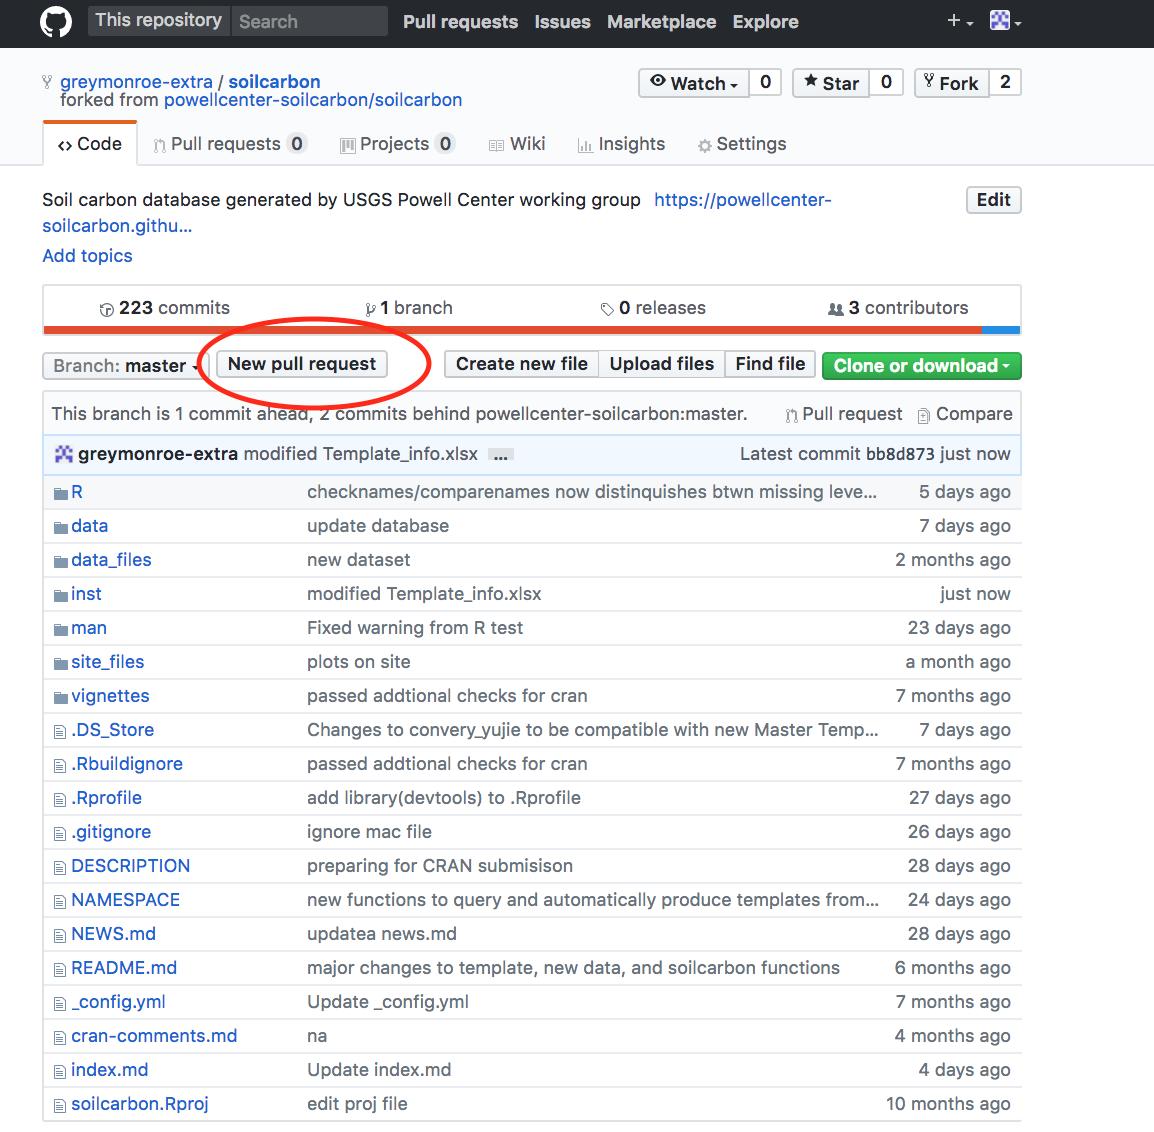 This repository Search Pull requests Issues Marketplace Explore
greymonroe-extra / soilcarbon Watch 0 Star 0 Fork 2
forked from powellcenter-soilcarbon/soilcarbon
Code Pull requests 0 Projects 0 Wiki Insights Settings
Soil carbon database generated by USGS Powell Center working group https://powellcenter-
soilcarbon.githu... Edit
Add topics
223 commits 1 branch 0 releases 3 contributors
Branch: master New pull request Create new file Upload files Find file Clone or download
This branch is 1 commit ahead, 2 commits behind powellcenter-soilcarbon:master. Pull request Compare
greymonroe-extra modified Template_info.xlsx ... Latest commit bb8d873 just now
R checknames/comparenames now distinquishes btwn missing leve... 5 days ago
data update database 7 days ago
data_files new dataset 2 months ago
inst modified Template_info.xlsx just now
man Fixed warning from R test 23 days ago
site_files plots on site a month ago
vignettes passed addtional checks for cran 7 months ago
.DS_Store Changes to convery_yujie to be compatible with new Master Temp... 7 days ago
.Rbuildignore passed addtional checks for cran 7 months ago
.Rprofile add library(devtools) to .Rprofile 27 days ago
.gitignore ignore mac file 26 days ago
DESCRIPTION preparing for CRAN submisison 28 days ago
NAMESPACE new functions to query and automatically produce templates from... 24 days ago
NEWS.md updatea news.md 28 days ago
README.md major changes to template, new data, and soilcarbon functions 6 months ago
_config.yml Update _config.yml 7 months ago
cran-comments.md na 4 months ago
index.md Update index.md 4 days ago
soilcarbon.Rproj edit proj file 10 months ago